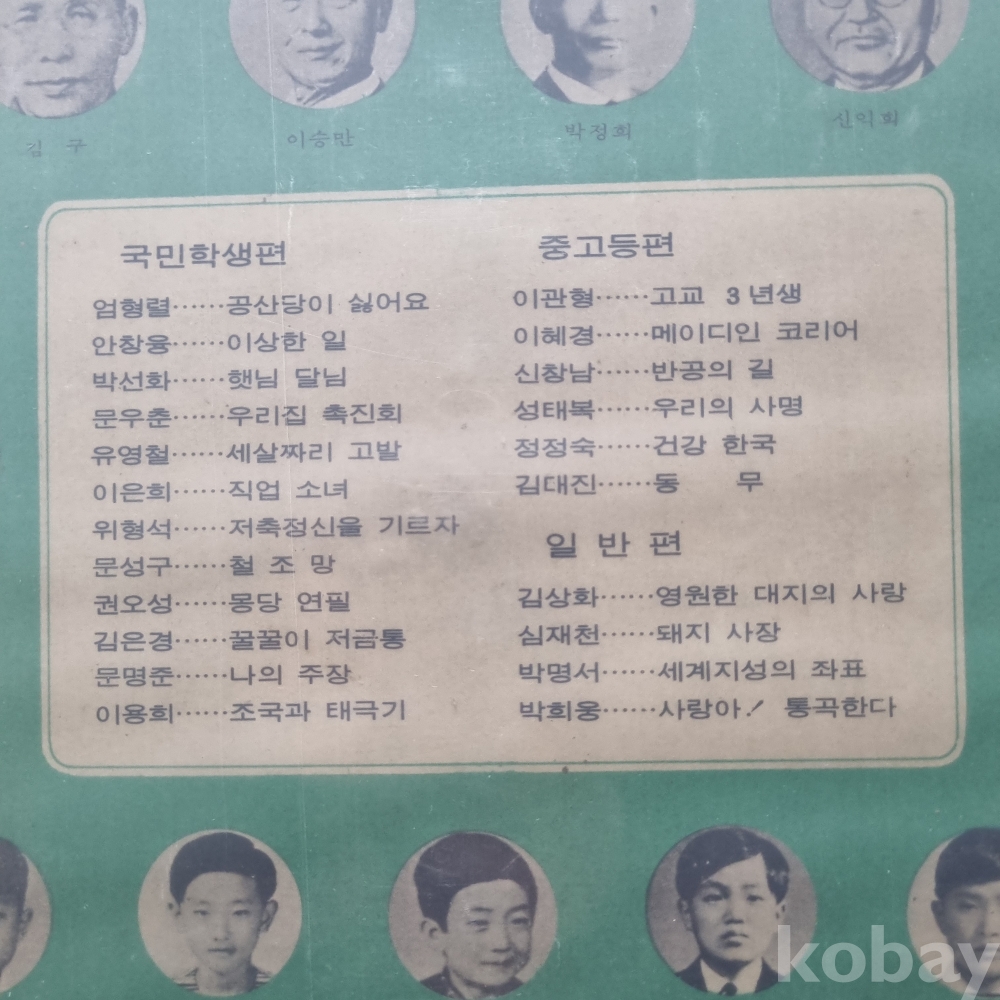 김 구
이승만
박정희
신익희
국민학생편
엄형렬……공산당이 싫어요
안창융……이상한 일
박선화……햇님 달님
문우춘……우리집 촉진회
유영철……세살짜리 고발
이은희……직업 소녀
위형석……저축정신을 기르자
문성구……철 조 망
권오성……몽당 연필
김은경……꿀꿀이 저금통
문명준……나의 주장
이용희……조국과 태극기
중고등편
이관형……고교 3년생
이혜경……메이디인 코리어
신창남……반공의 길
성태복……우리의 사명
정정숙……건강 한국
김대진……동 무
일 반 편
김상화……영원한 대지의 사랑
심재천……돼지 사장
박명서……세계지성의 좌표
박희웅……사랑아! 통곡한다
kobay